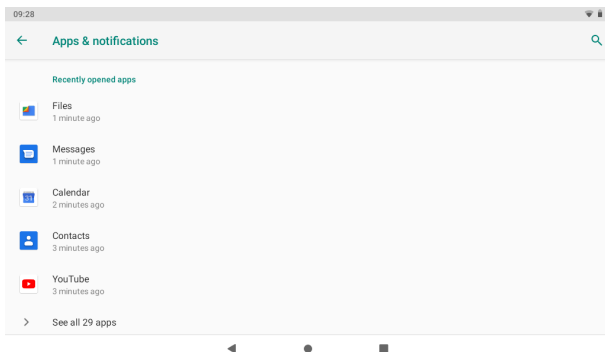 09:28
Apps & notifications
Recently opened apps
Files
1 minute ago
Messages
1 minute ago
Calendar
2 minutes ago
Contacts
3 minutes ago
YouTube
3 minutes ago
See all 29 apps